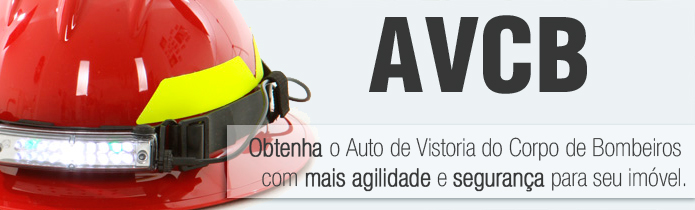 AVCB
Obtenha o Auto de Vistoria do Corpo de Bombeiros
com mais agilidade e segurança para seu imóvel.